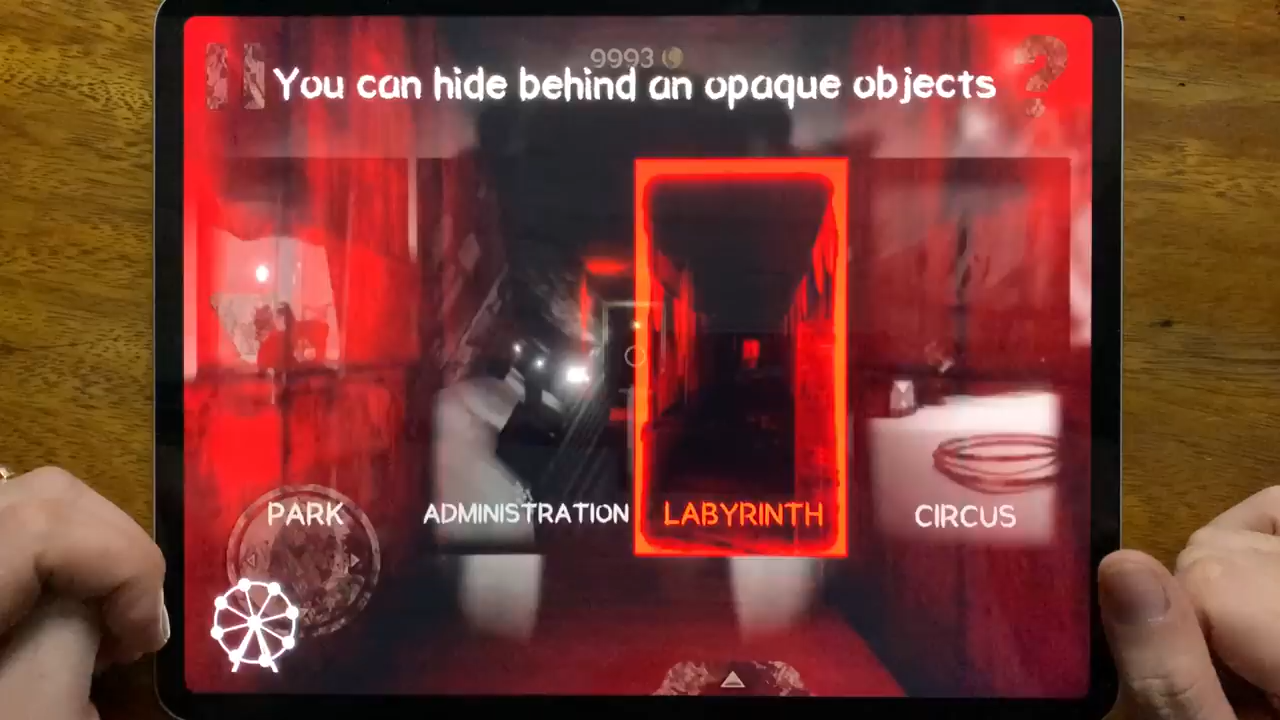 9993
You can hide behind an opaque objects
?
PARK ADMINISTRATION LABYRINTH CIRCUS